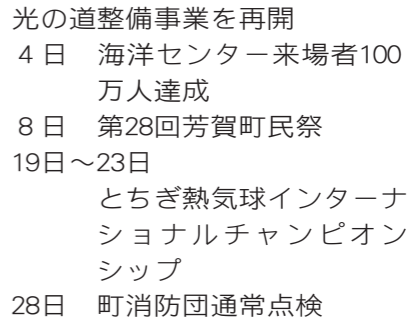 光の道整備事業を再開
4日 海洋センター来場者100
万人達成
8日 第28回芳賀町民祭
19日~23日
とちぎ熱気球インターナ
ショナルチャンピオン
シップ
28日 町消防団通常点検